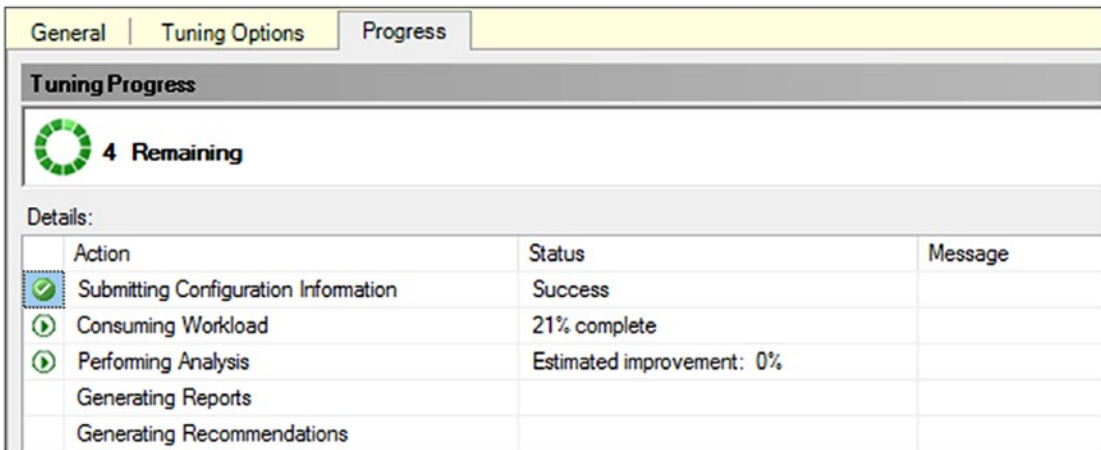 General Tuning Options Progress
Tuning Progress
4 Remaining
Details:
Action Status Message
Submitting Configuration Information Success
Consuming Workload 21% complete
Performing Analysis Estimated improvement: 0%
Generating Reports
Generating Recommendations